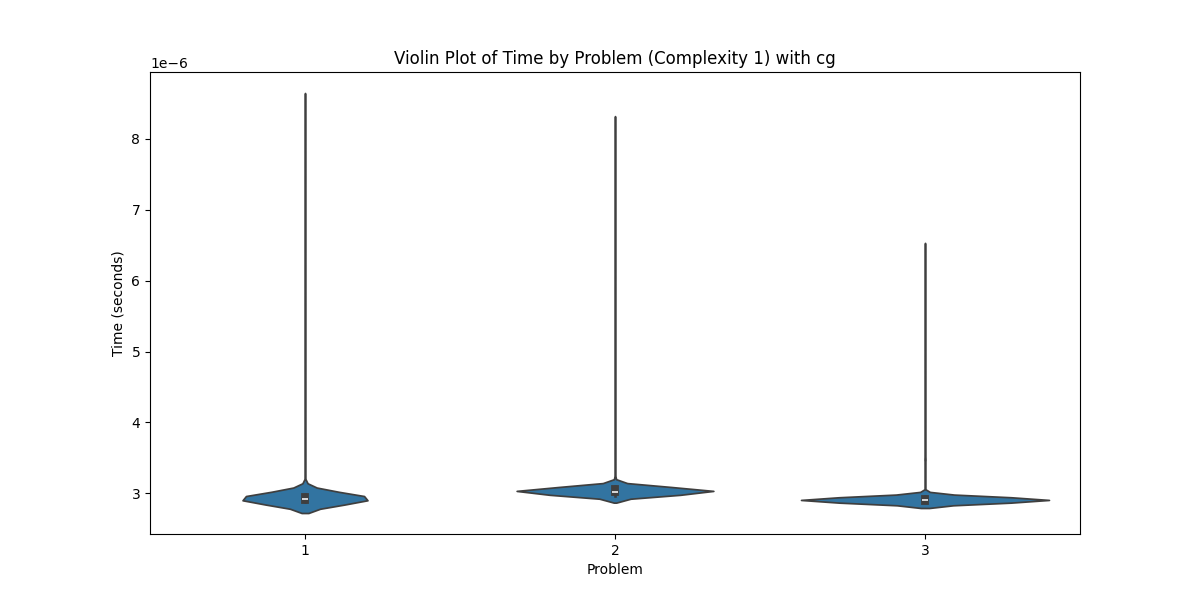 Violin Plot of Time by Problem (Complexity 1) with cg
1e−6
8
7
6
5
4
3
Time (seconds)
1 2 3
Problem